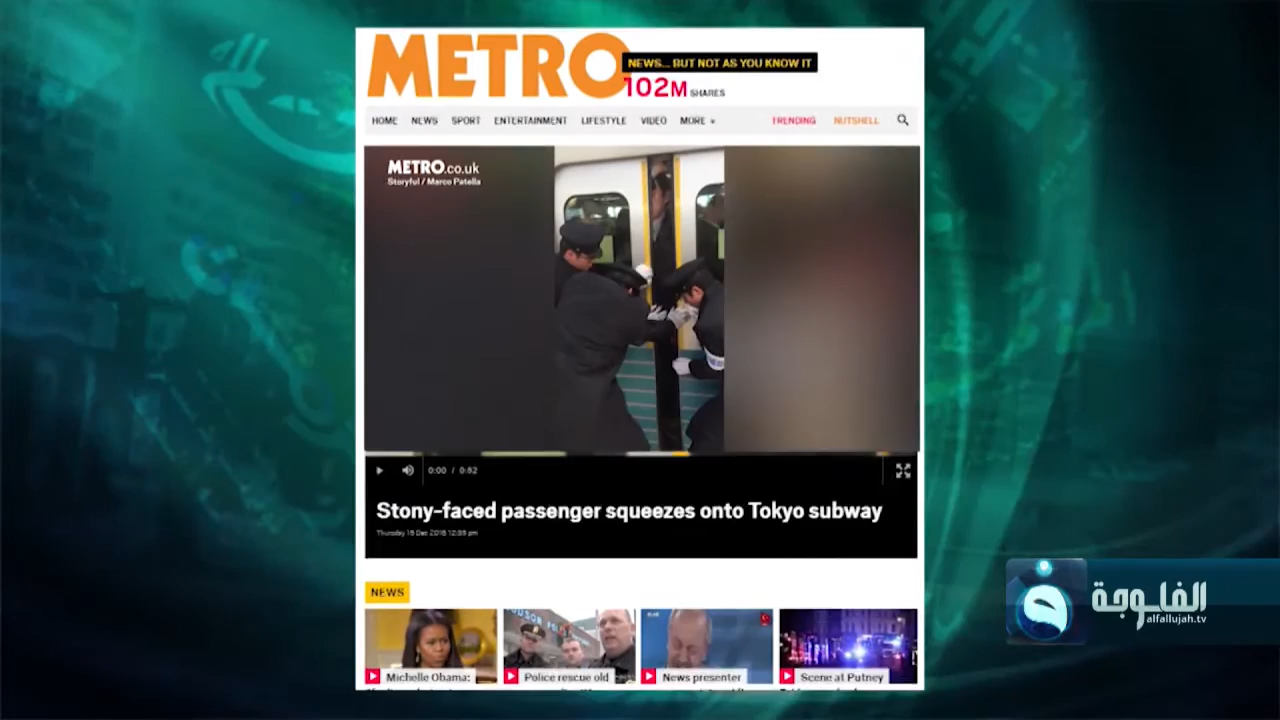 METRO
NEWS... BUT NOT AS YOU KNOW IT
102M SHARES
HOME NEWS SPORT ENTERTAINMENT LIFESTYLE VIDEO MORE TRENDING NUTSHELL
METRO.co.uk
Storyful / Marco Patella
0:00 / 0:52
Stony-faced passenger squeezes onto Tokyo subway
NEWS
Michelle Obama:
Police rescue old
News presenter
Scene at Putney
الفلوجة
alfallujah.tv